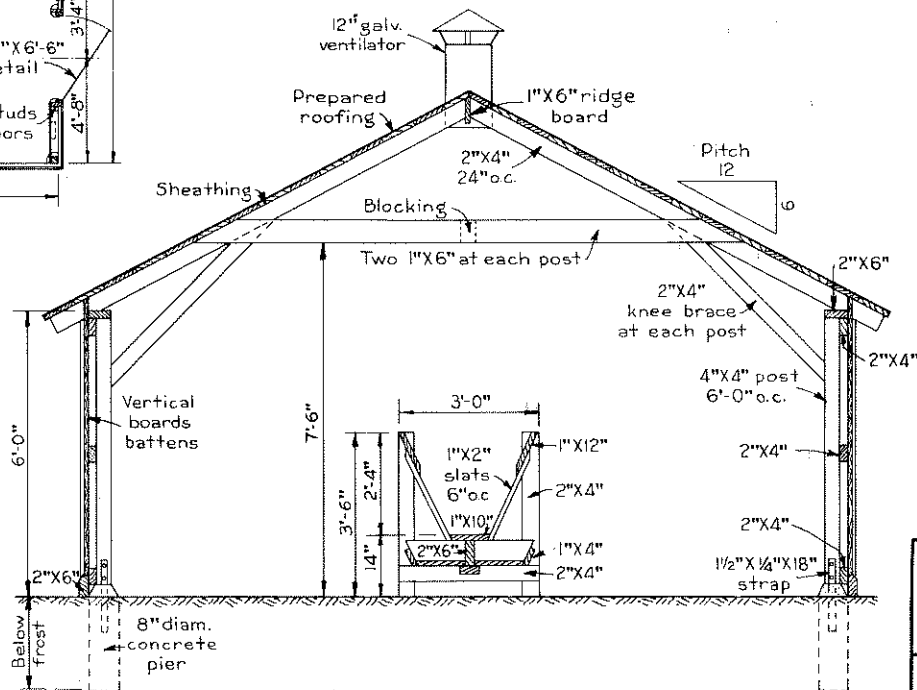 3'-4"
"X6'-6"
etail
4'-8"
tuds
ors
12" galv.
ventilator
Prepared
roofing
1"X6" ridge
board
2"X4"
24" o.c.
Pitch
12
6
Sheathing
Blocking
Two 1"X6" at each post
2"X6"
2"X4"
knee brace
at each post
2"X4"
4"X4" post
6'-0" o.c.
Vertical
boards
battens
6'-0"
7'-6"
3'-0"
3'-6"
2'-4"
14"
1"X2"
slats
6" o.c
1"X12"
2"X4"
1"X10"
2"X6"
1"X4"
2"X4"
2"X4"
2"X4"
1½"X¼"X18"
strap
2"X6"
Below
frost
8" diam.
concrete
pier